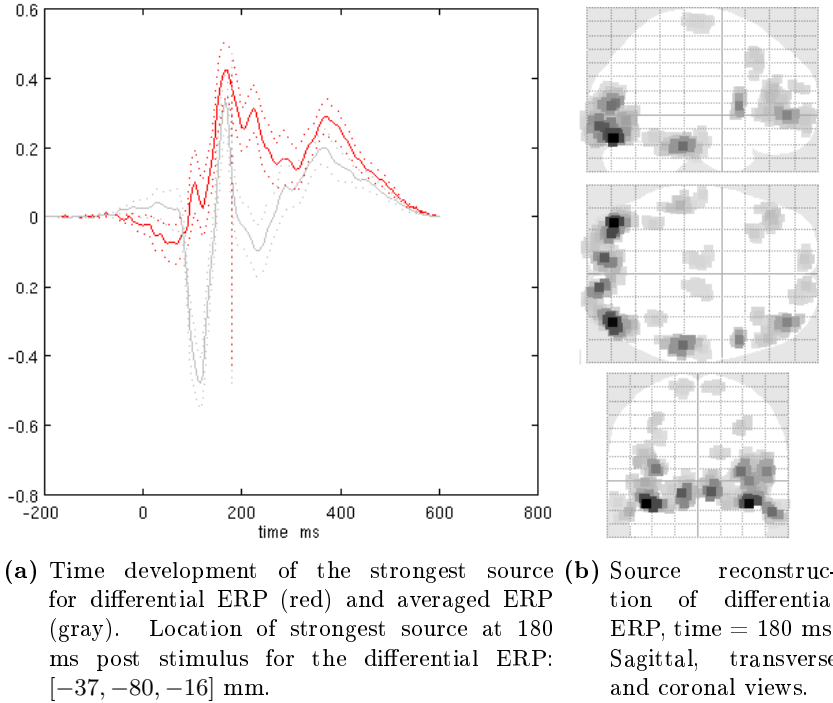 0.6
0.4
0.2
0
0.2
-0.4
-0.6
-0.8
-200 0 200 400 600 800
time ms
(a) Time development of the strongest source
for differential ERP (red) and averaged ERP
(gray). Location of strongest source at 180
ms post stimulus for the differential ERP:
[−37, −80, −16] mm.
(b) Source reconstruc-
tion of differentia
ERP, time = 180 ms
Sagittal, transverse
and coronal views.